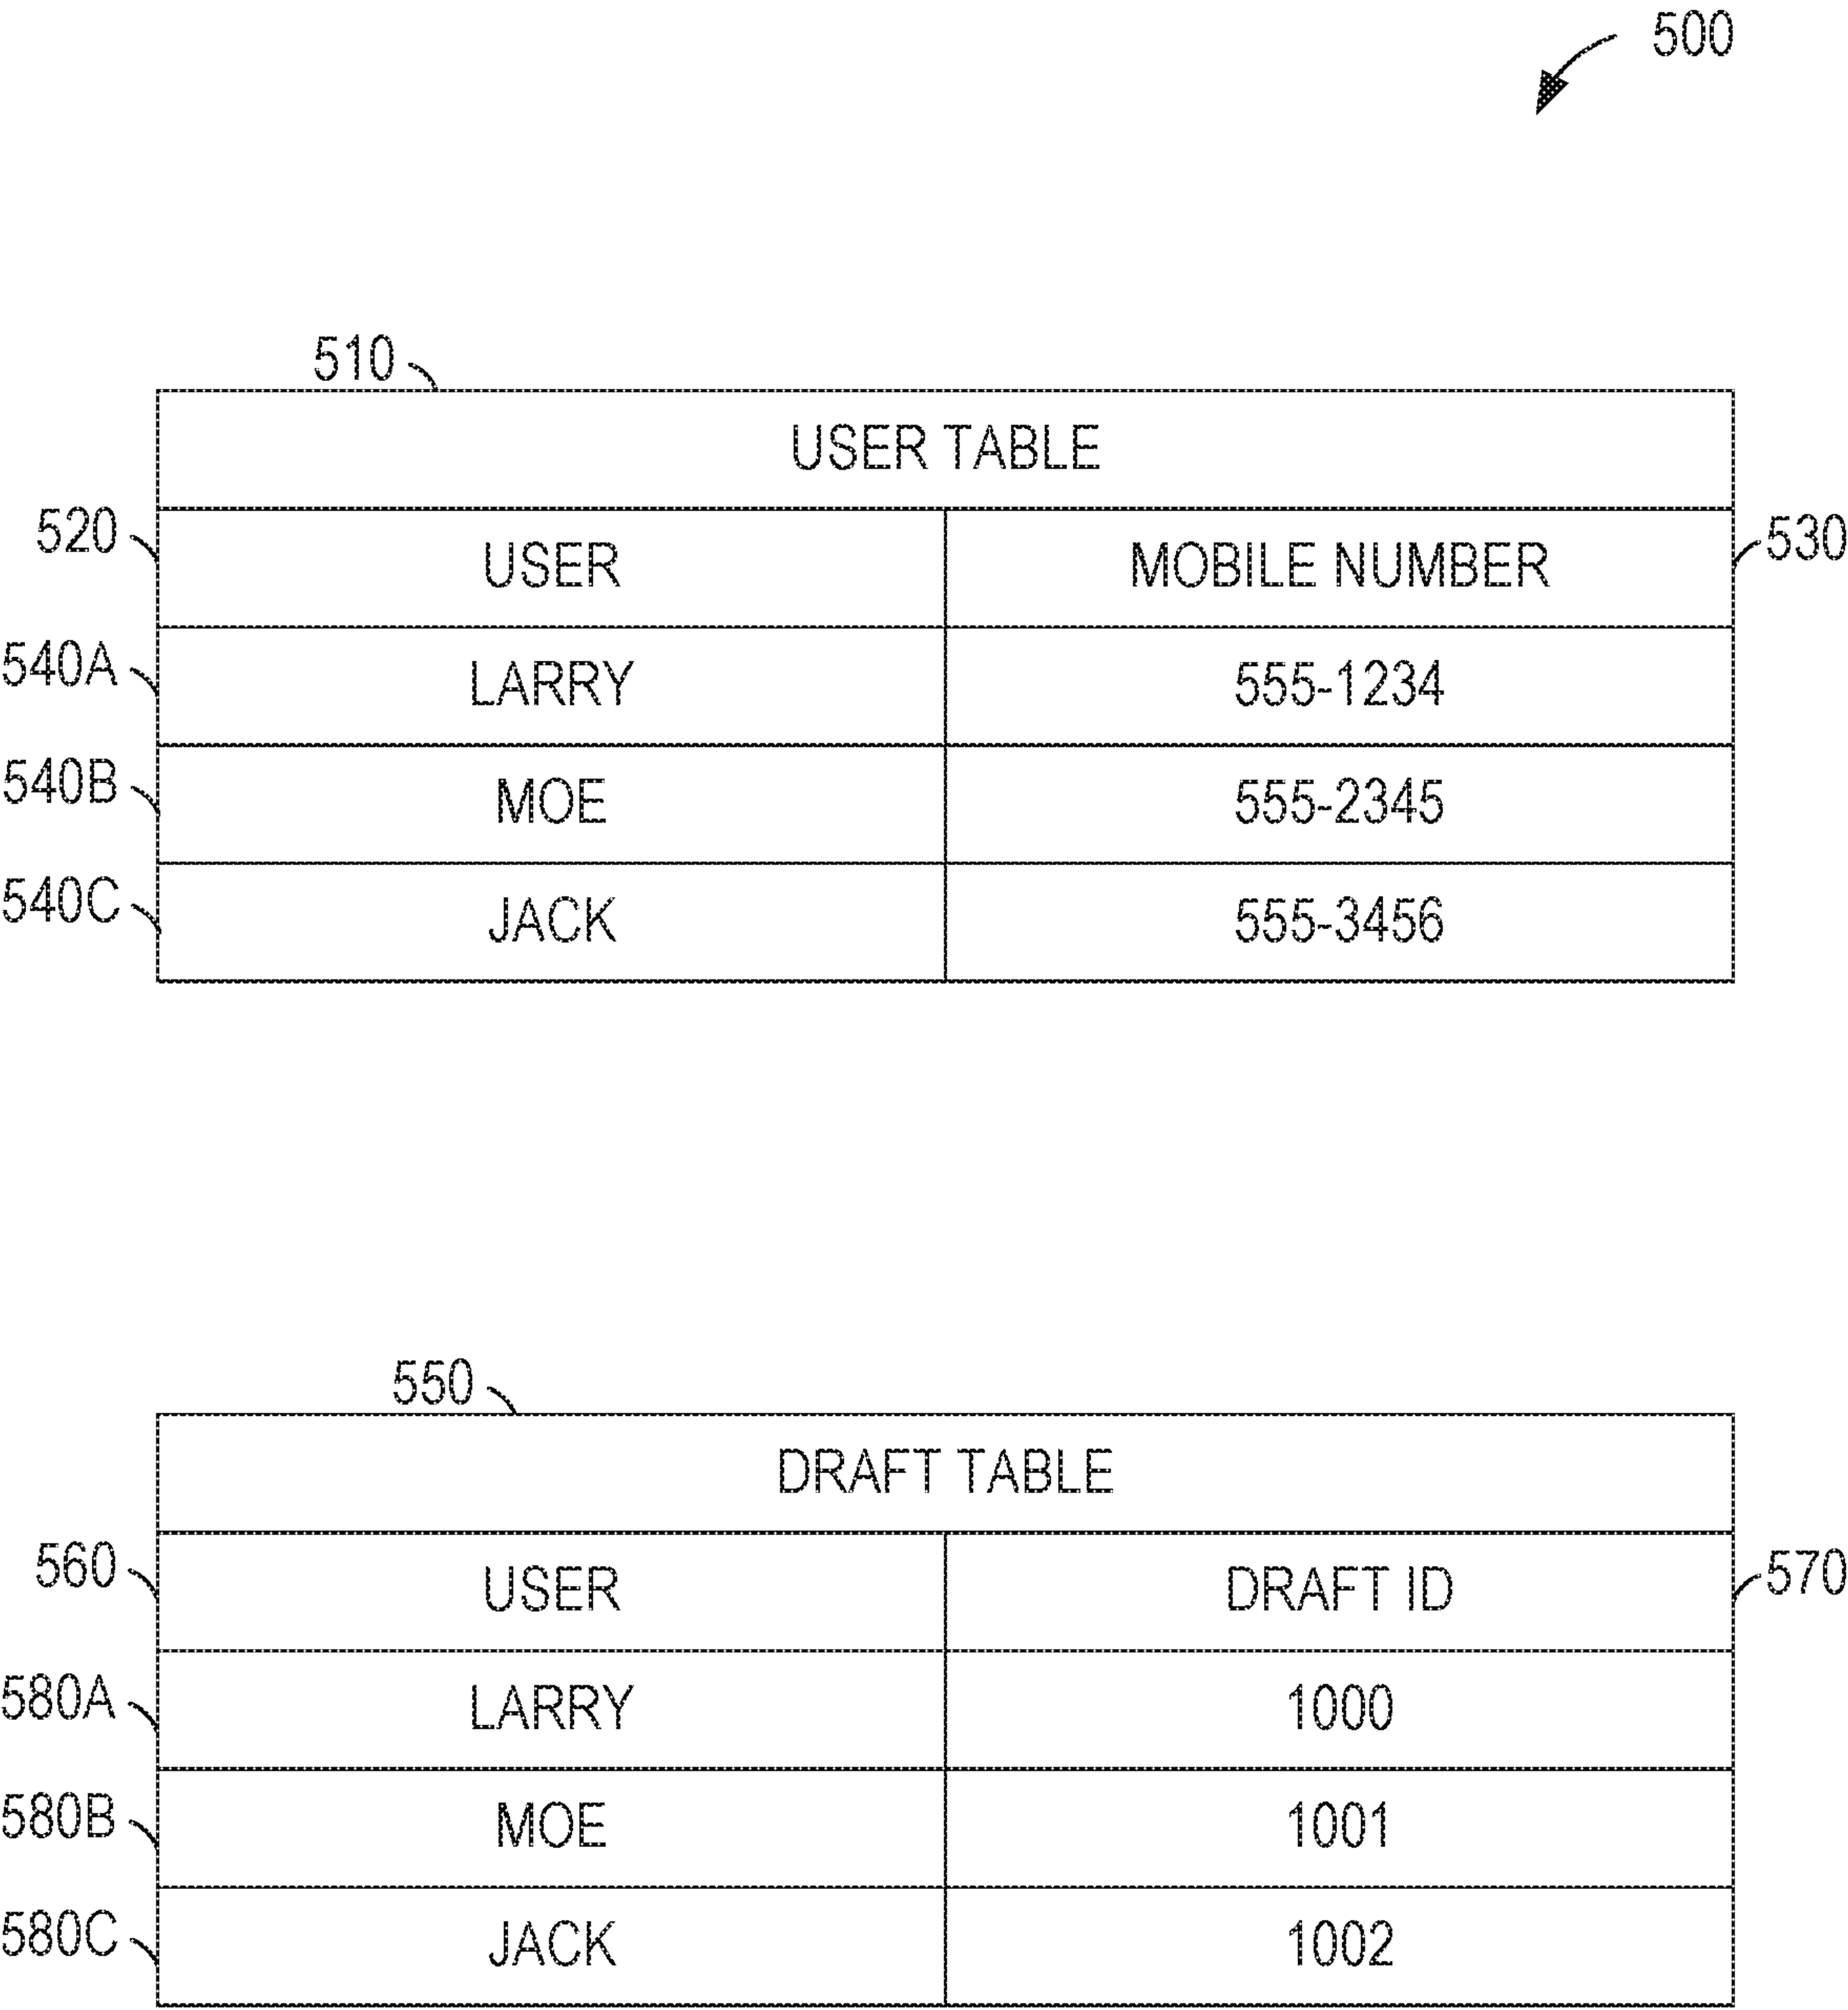 500
510
USER TABLE
520 USER MOBILE NUMBER 530
540A LARRY 555-1234
540B MOE 555-2345
540C JACK 555-3456
550
DRAFT TABLE
560 USER DRAFT ID 570
580A LARRY 1000
580B MOE 1001
580C JACK 1002